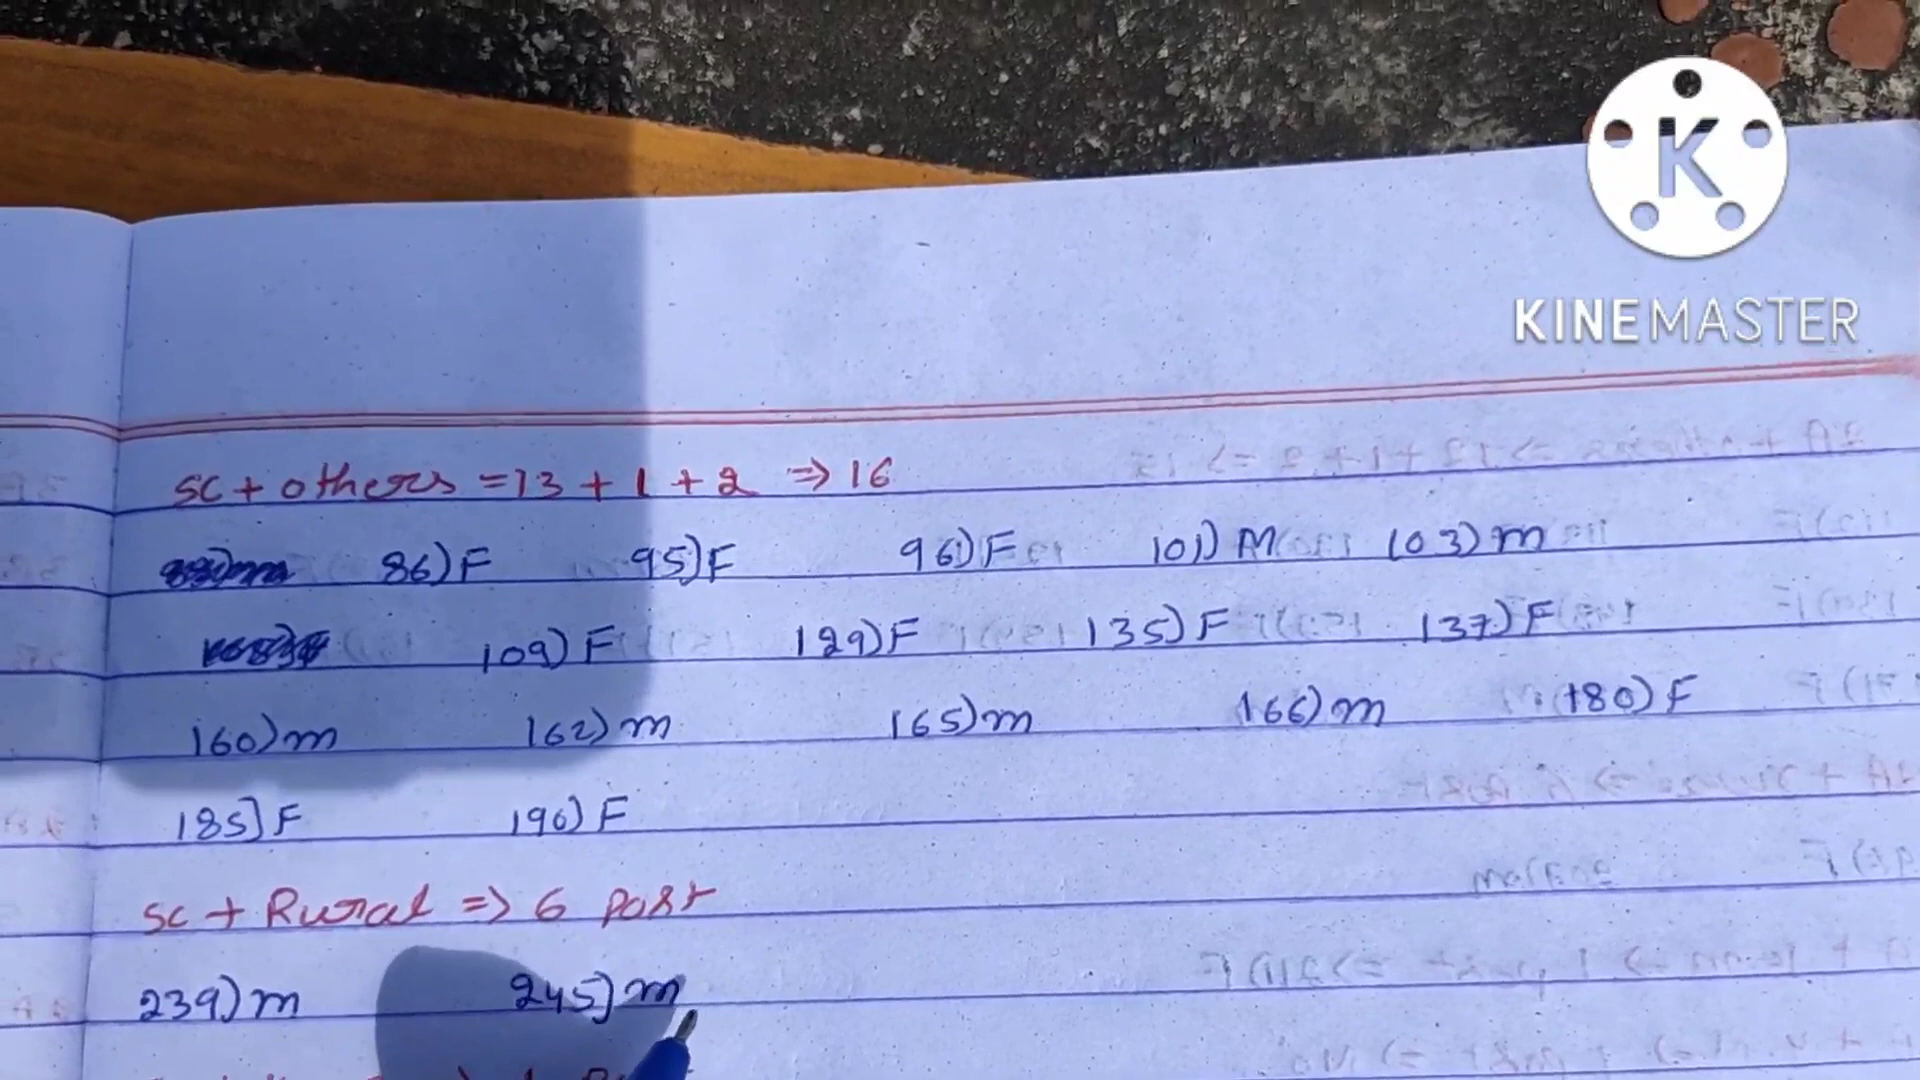 KINEMASTER
SC + others = 13 + 1 + 2 => 16
86) F 95) F 96) F 101) M 103) m
109) F 129) F 135) F 137) F
160) m 162) m 165) m 166) m 180) F
185) F 190) F
SC + Rural => 6 post
239) m 245) m